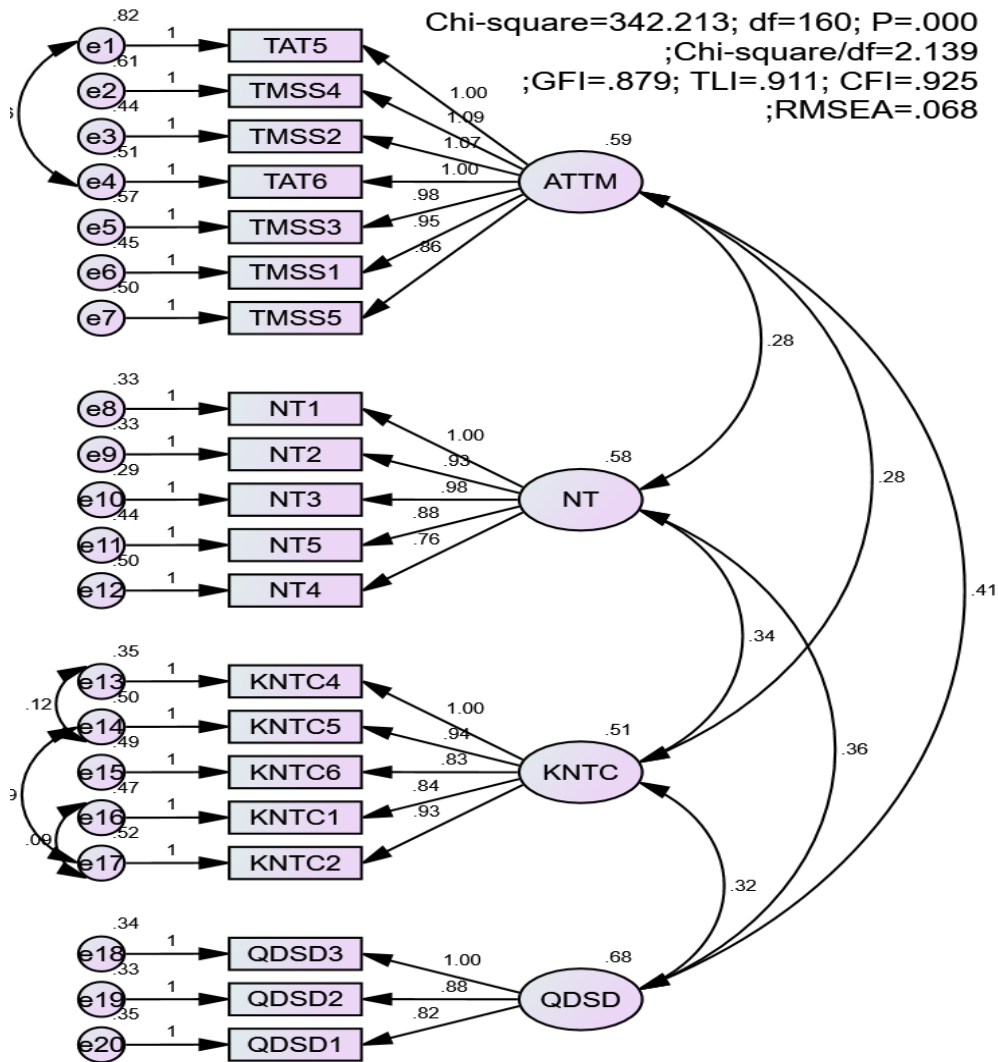 Chi-square=342.213; df=160; P=.000
;Chi-square/df=2.139
;GFI=.879; TLI=.911; CFI=.925
;RMSEA=.068
.82
e1 1 TAT5
.61
e2 1 TMSS4
.44
e3 1 TMSS2
.51
e4 1 TAT6
.57
e5 1 TMSS3
.45
e6 1 TMSS1
.50
e7 1 TMSS5
1.00
1.09
1.07
1.00
.98
.95
.86
.59
ATTM
.28
.33
e8 1 NT1
.33
e9 1 NT2
.29
e10 1 NT3
.44
e11 1 NT5
.50
e12 1 NT4
1.00
.93
.98
.88
.76
.58
NT
.28
.41
.34
.36
.35
e13 1 KNTC4
.12
.50
e14 1 KNTC5
.49
e15 1 KNTC6
.47
e16 1 KNTC1
.09
.52
e17 1 KNTC2
1.00
.94
.83
.84
.93
.51
KNTC
.32
.34
e18 1 QDSD3
.33
e19 1 QDSD2
.35
e20 1 QDSD1
1.00
.88
.82
.68
QDSD